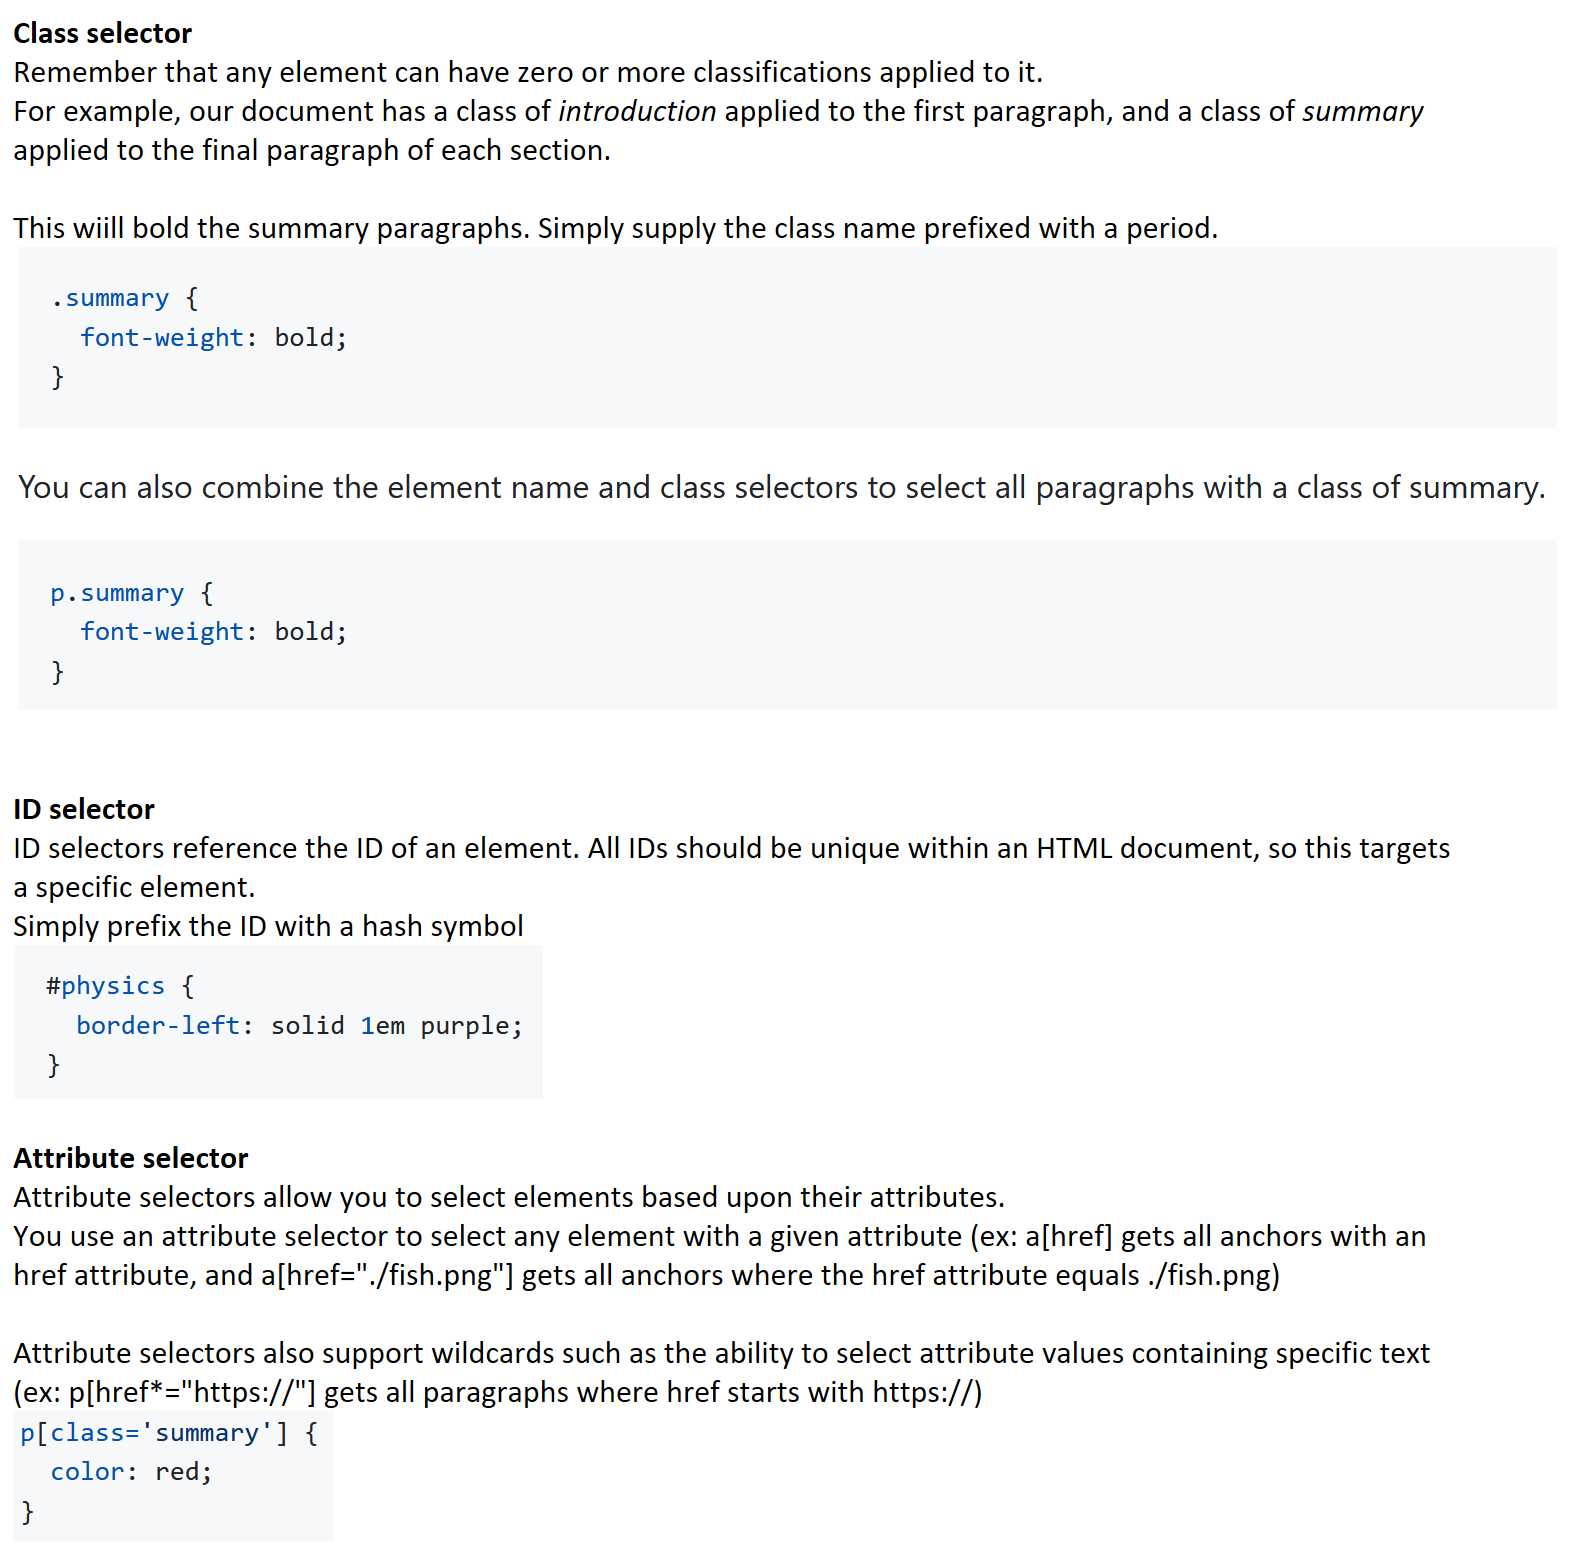 Class selector
Remember that any element can have zero or more classifications applied to it.
For example, our document has a class of introduction applied to the first paragraph, and a class of summary
applied to the final paragraph of each section.
This wiill bold the summary paragraphs. Simply supply the class name prefixed with a period.
.summary {
  font-weight: bold;
}
You can also combine the element name and class selectors to select all paragraphs with a class of summary.
p.summary {
  font-weight: bold;
}
ID selector
ID selectors reference the ID of an element. All IDs should be unique within an HTML document, so this targets
a specific element.
Simply prefix the ID with a hash symbol
#physics {
  border-left: solid 1em purple;
}
Attribute selector
Attribute selectors allow you to select elements based upon their attributes.
You use an attribute selector to select any element with a given attribute (ex: a[href] gets all anchors with an
href attribute, and a[href="./fish.png"] gets all anchors where the href attribute equals ./fish.png)
Attribute selectors also support wildcards such as the ability to select attribute values containing specific text
(ex: p[href*="https://"] gets all paragraphs where href starts with https://)
p[class='summary'] {
  color: red;
}